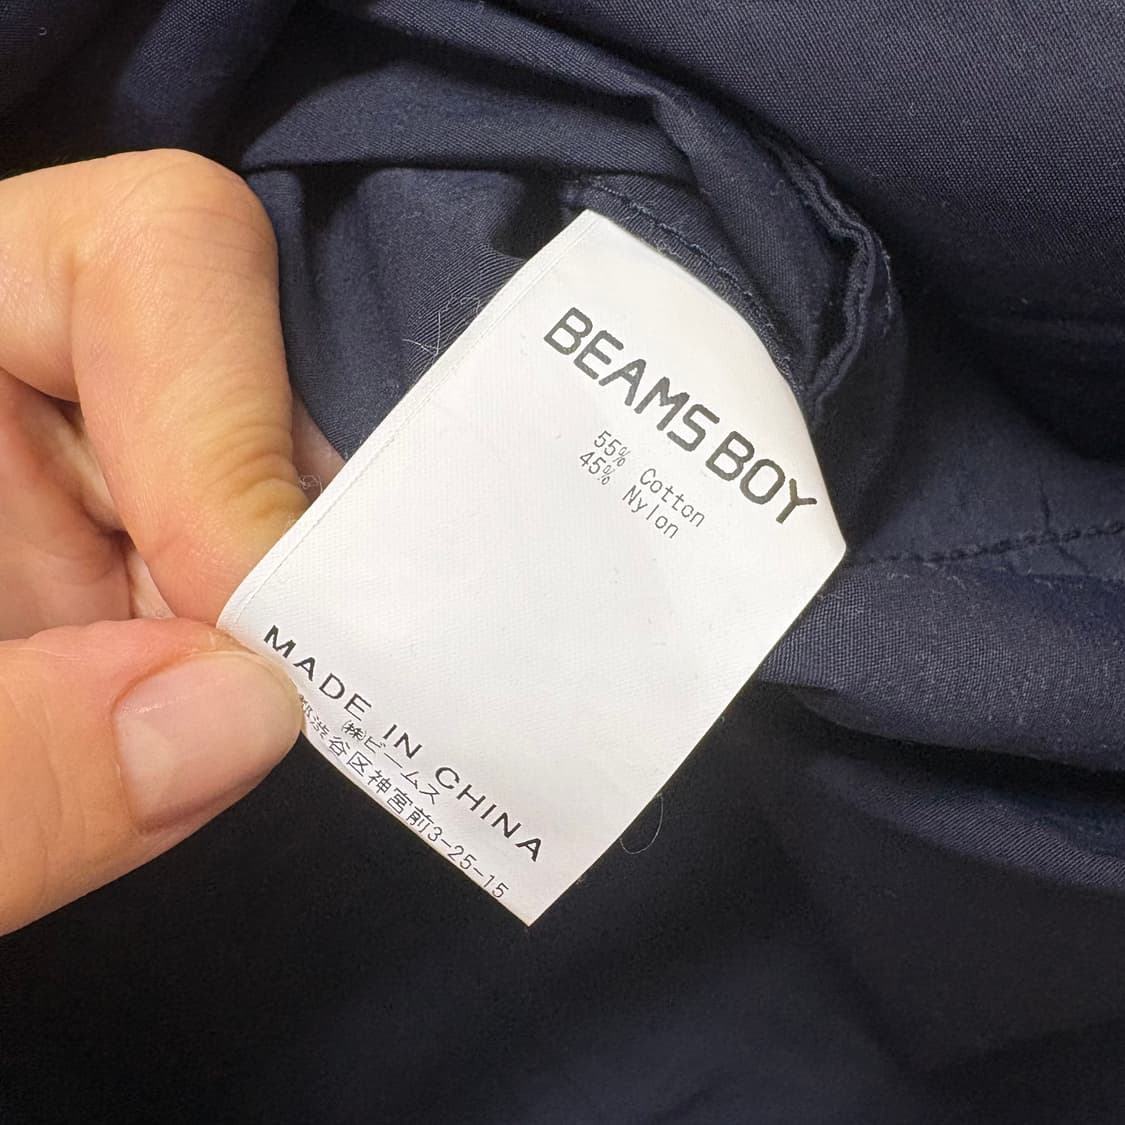 BEAMS BOY
55% Cotton
45% Nylon
MADE IN CHINA
㈱ビームス
都渋谷区神宮前3-25-15